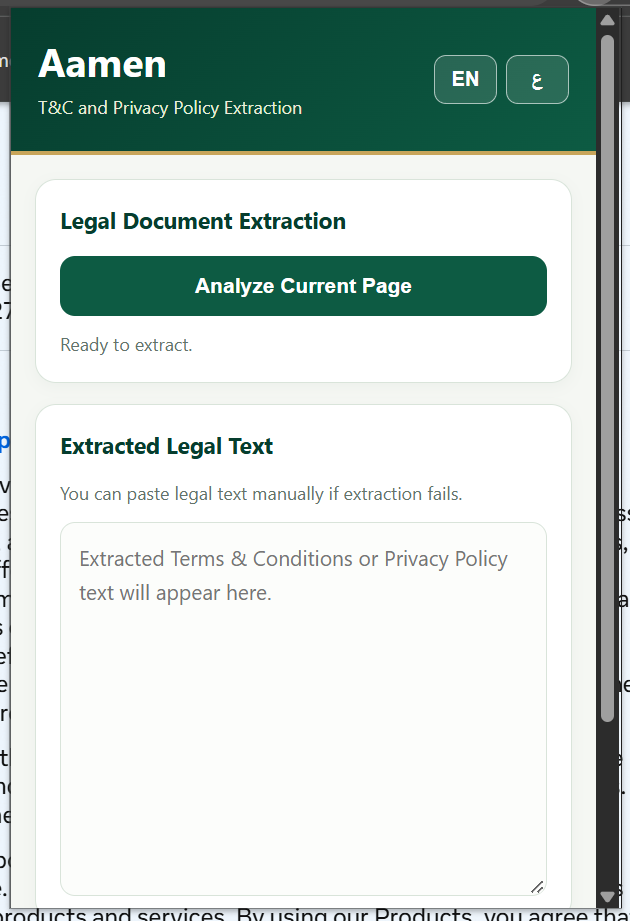 Aamen
T&C and Privacy Policy Extraction
EN
ع
Legal Document Extraction
Analyze Current Page
Ready to extract.
Extracted Legal Text
You can paste legal text manually if extraction fails.
Extracted Terms & Conditions or Privacy Policy
text will appear here.
products and services. By using our Products, you agree that